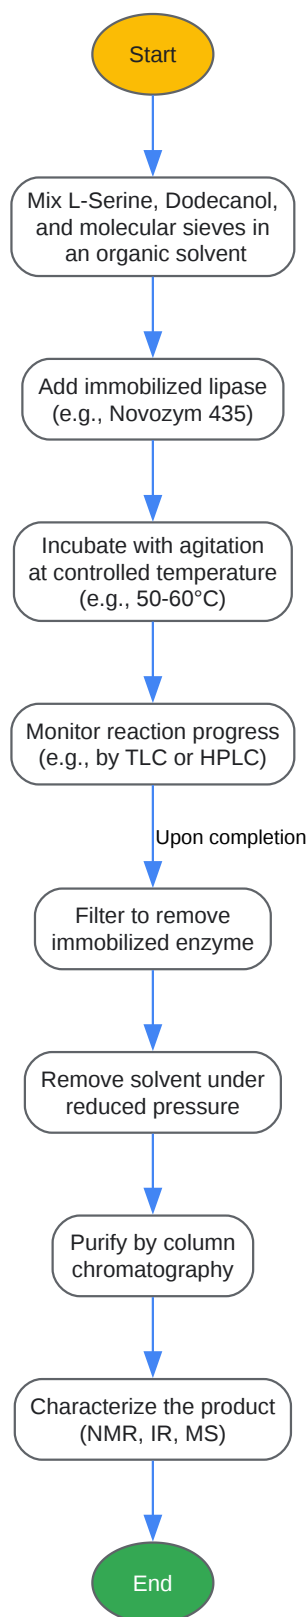 Start
Mix L-Serine, Dodecanol,
and molecular sieves in
an organic solvent
Add immobilized lipase
(e.g., Novozym 435)
Incubate with agitation
at controlled temperature
(e.g., 50-60°C)
Monitor reaction progress
(e.g., by TLC or HPLC)
Upon completion
Filter to remove
immobilized enzyme
Remove solvent under
reduced pressure
Purify by column
chromatography
Characterize the product
(NMR, IR, MS)
End